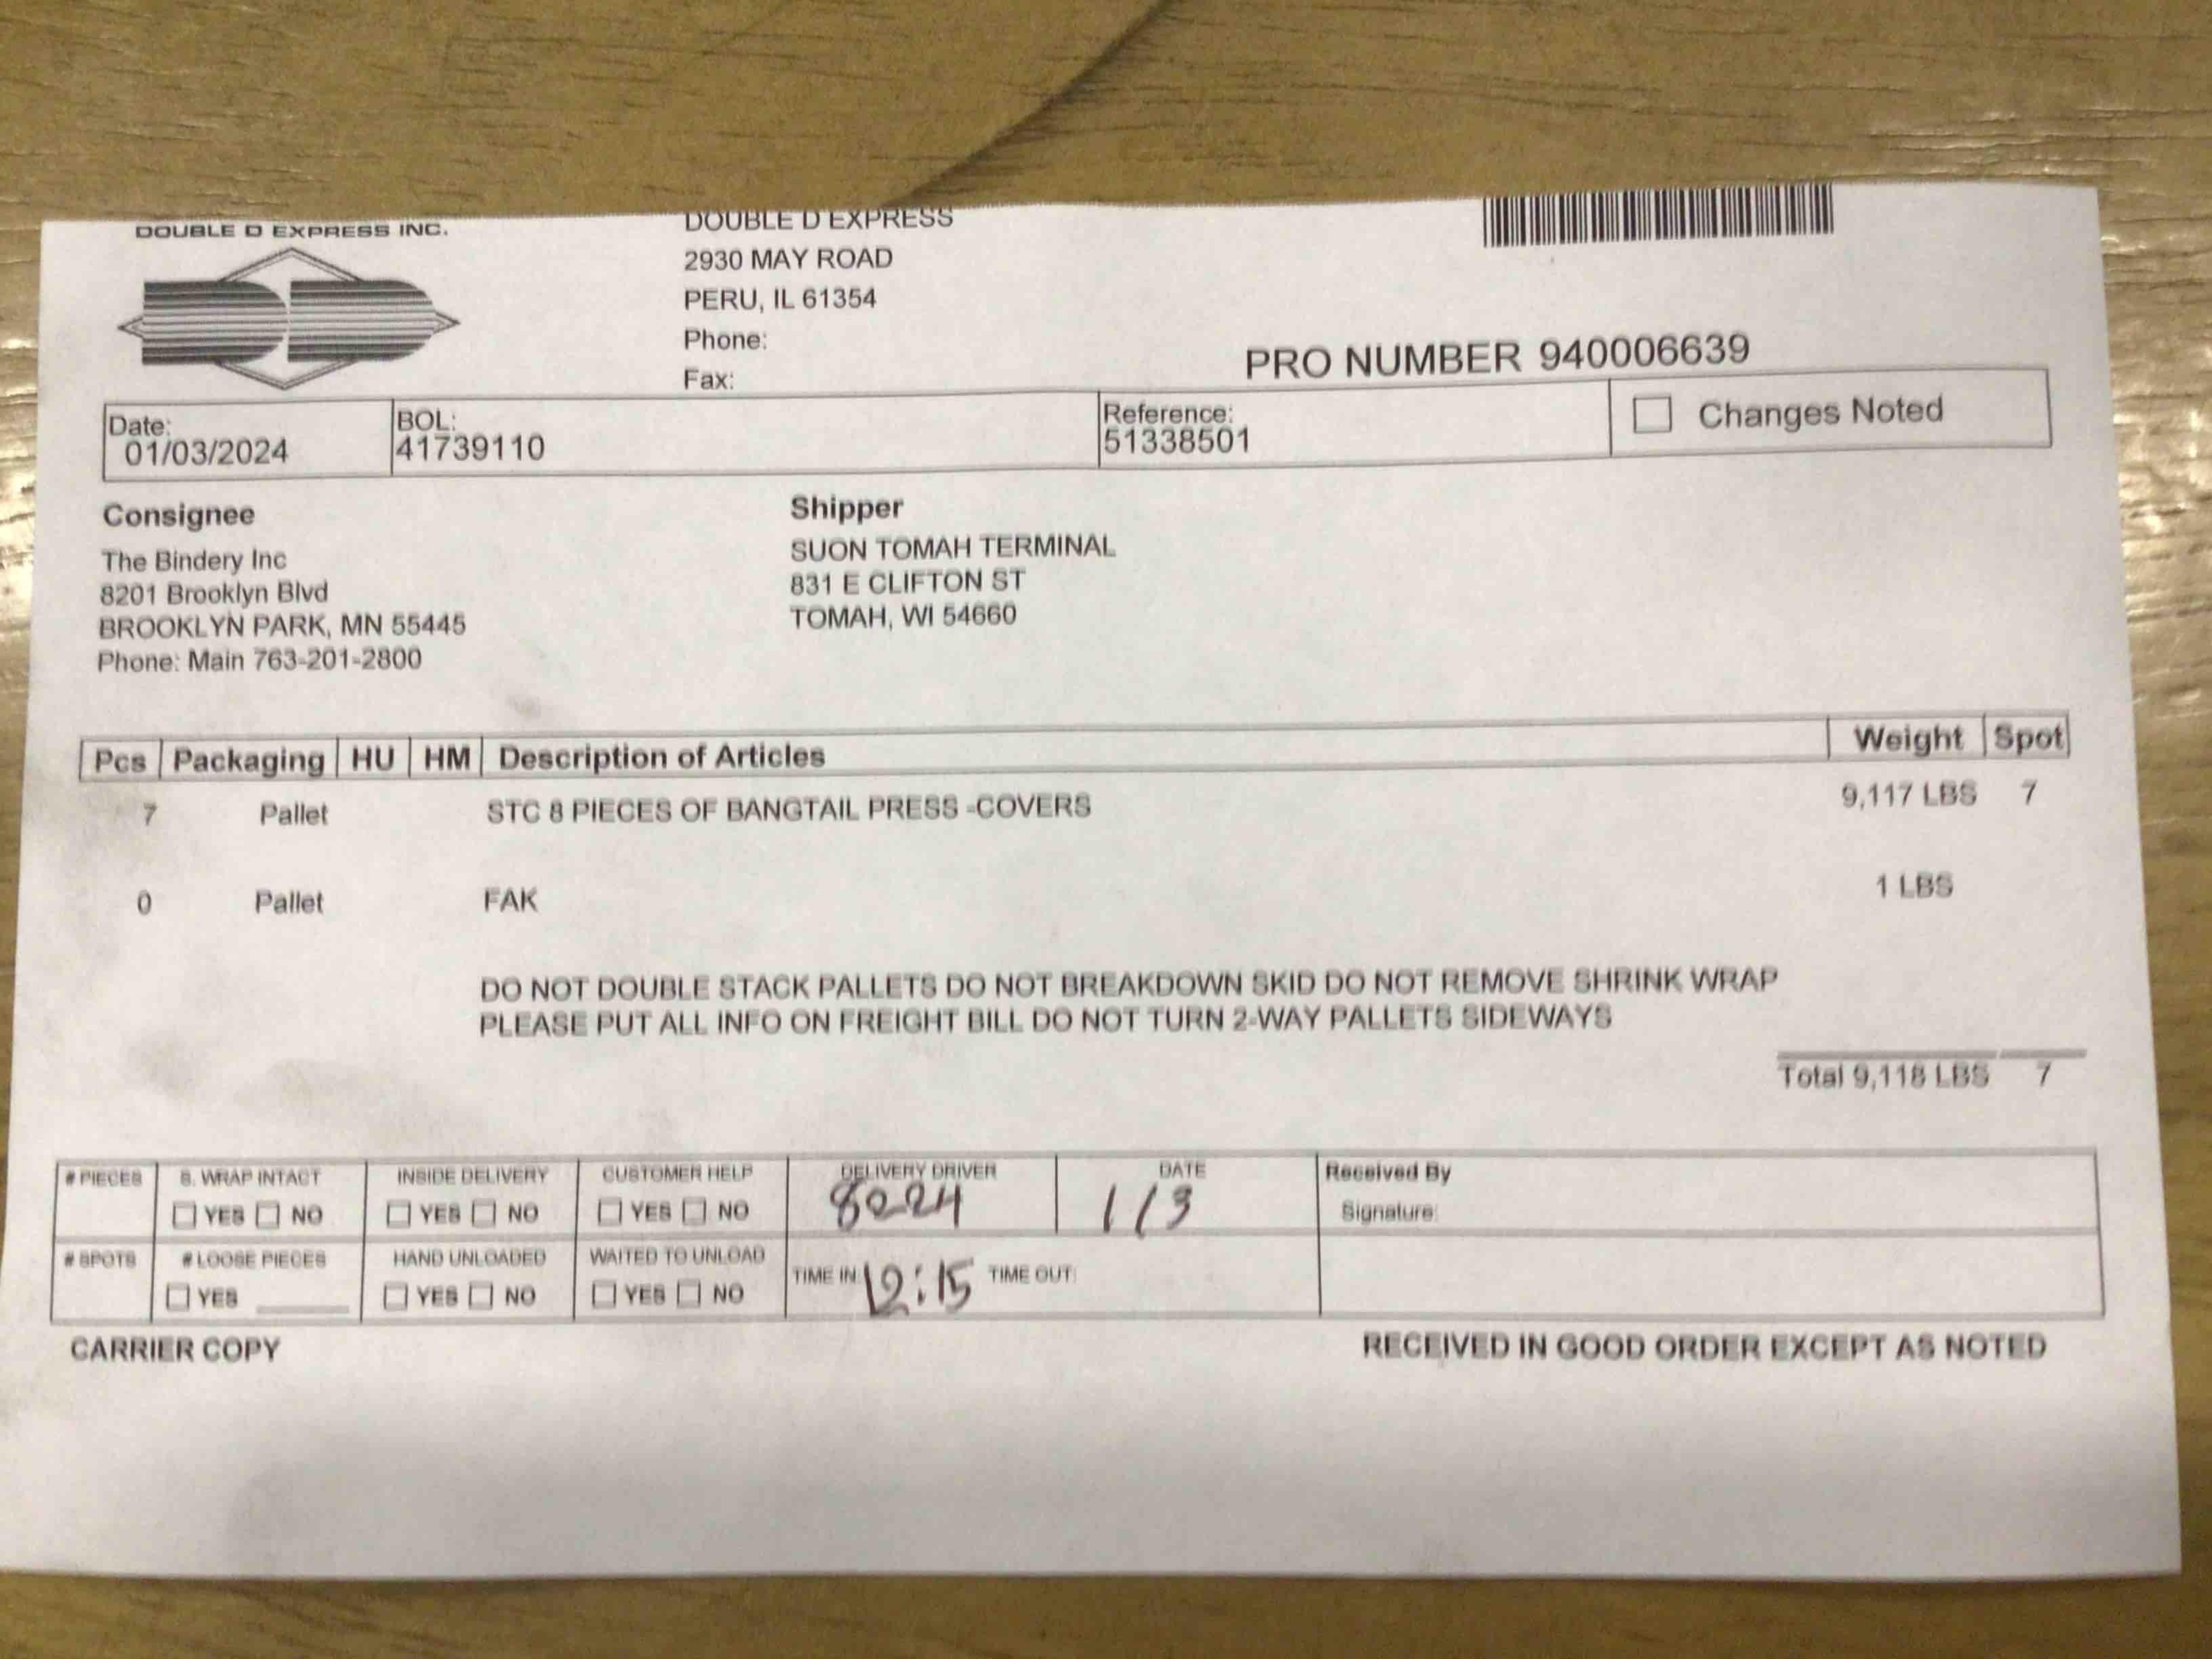 DOUBLE D EXPRESS INC.
DOUBLE D EXPRESS
2930 MAY ROAD
PERU, IL 61354
Phone:
Fax:
PRO NUMBER 940006639
Date:
01/03/2024
BOL:
41739110
Reference:
51338501
Changes Noted
Consignee
The Bindery Inc
8201 Brooklyn Blvd
BROOKLYN PARK, MN 55445
Phone: Main 763-201-2800
Shipper
SUON TOMAH TERMINAL
831 E CLIFTON ST
TOMAH, WI 54660
Pcs Packaging HU HM Description of Articles Weight Spot
7 Pallet STC 8 PIECES OF BANGTAIL PRESS -COVERS 9,117 LBS 7
0 Pallet FAK 1 LBS
DO NOT DOUBLE STACK PALLETS DO NOT BREAKDOWN SKID DO NOT REMOVE SHRINK WRAP
PLEASE PUT ALL INFO ON FREIGHT BILL DO NOT TURN 2-WAY PALLETS SIDEWAYS
Total 9,118 LBS 7
# PIECES S. WRAP INTACT INSIDE DELIVERY CUSTOMER HELP DELIVERY DRIVER DATE Received By
YES NO YES NO YES NO 8224 1/3 Signature:
# SPOTS # LOOSE PIECES HAND UNLOADED WAITED TO UNLOAD
YES YES NO YES NO TIME IN: 12:15 TIME OUT:
CARRIER COPY RECEIVED IN GOOD ORDER EXCEPT AS NOTED